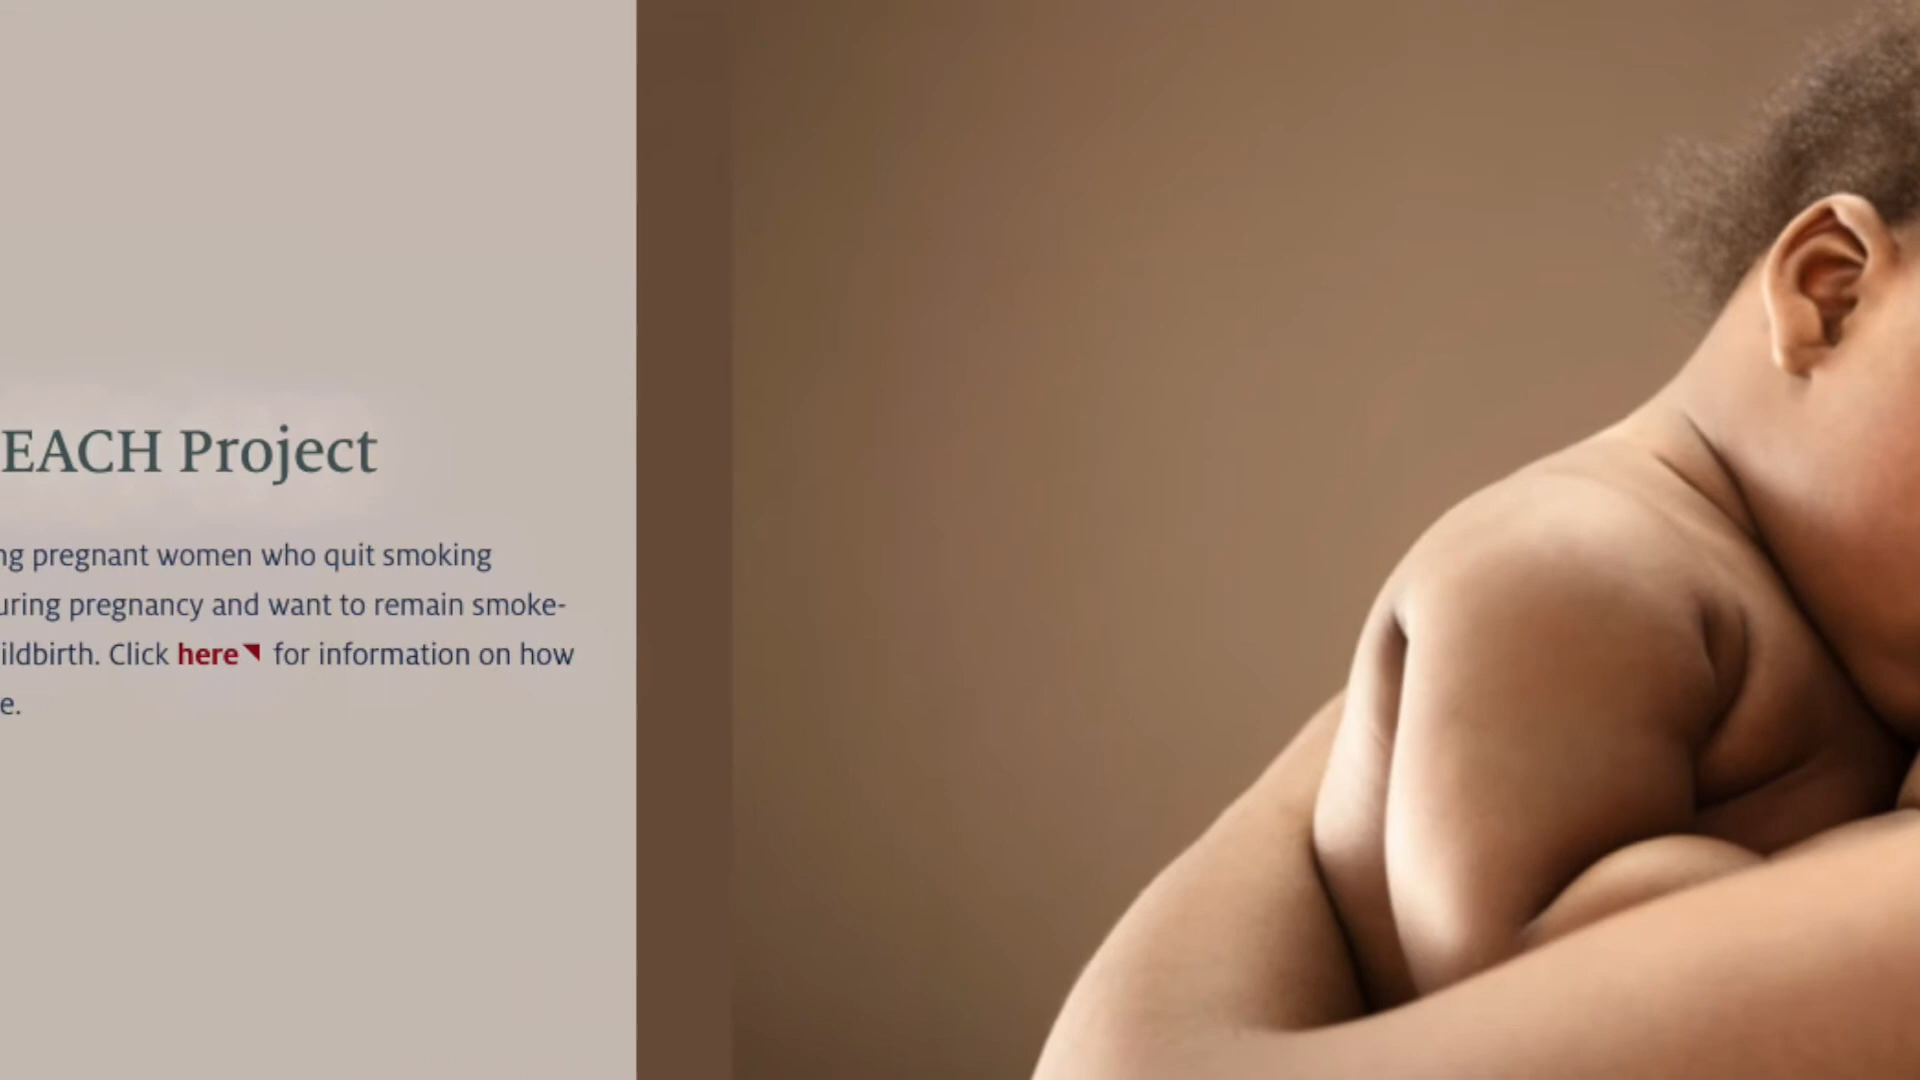 EACH Project
ng pregnant women who quit smoking
uring pregnancy and want to remain smoke-
ildbirth. Click here for information on how
e.